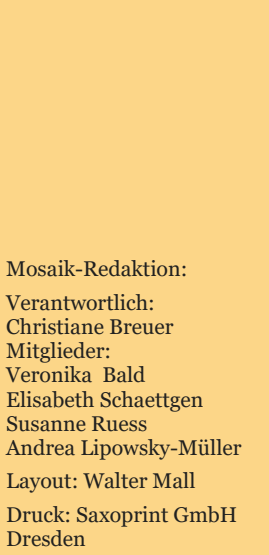 Mosaik-Redaktion:
Verantwortlich:
Christiane Breuer
Mitglieder:
Veronika Bald
Elisabeth Schaettgen
Susanne Ruess
Andrea Lipowsky-Müller
Layout: Walter Mall
Druck: Saxoprint GmbH
Dresden